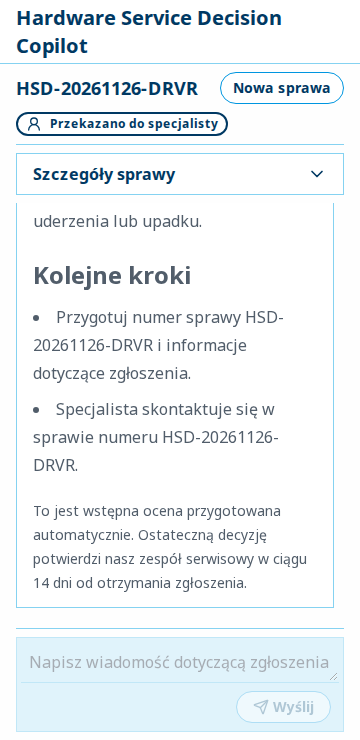 Hardware Service Decision
Copilot
HSD-20261126-DRVR
Nowa sprawa
Przekazano do specjalisty
Szczegóły sprawy
uderzenia lub upadku.
Kolejne kroki
• Przygotuj numer sprawy HSD-
20261126-DRVR i informacje
dotyczące zgłoszenia.
• Specjalista skontaktuje się w
sprawie numeru HSD-20261126-
DRVR.
To jest wstępna ocena przygotowana
automatycznie. Ostateczną decyzję
potwierdzi nasz zespół serwisowy w ciągu
14 dni od otrzymania zgłoszenia.
Napisz wiadomość dotyczącą zgłoszenia
Wyślij